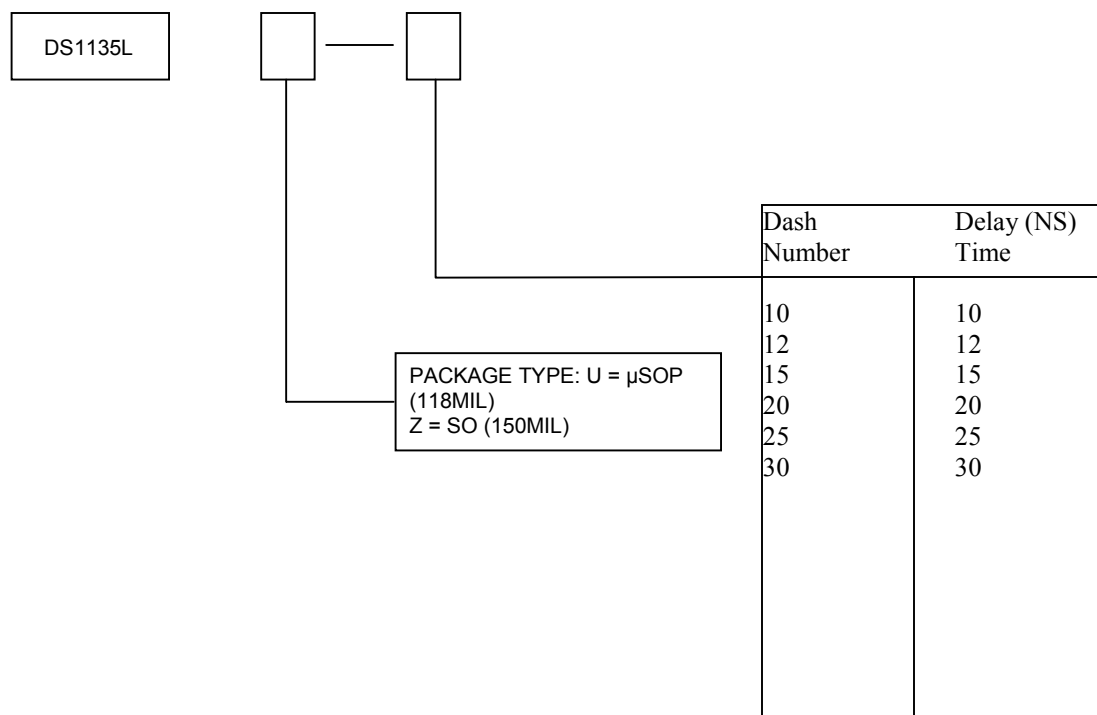 DS1135L
Dash Number
Delay (NS) Time
10 10
12 12
15 15
20 20
25 25
30 30
PACKAGE TYPE: U = µSOP
(118MIL)
Z = SO (150MIL)